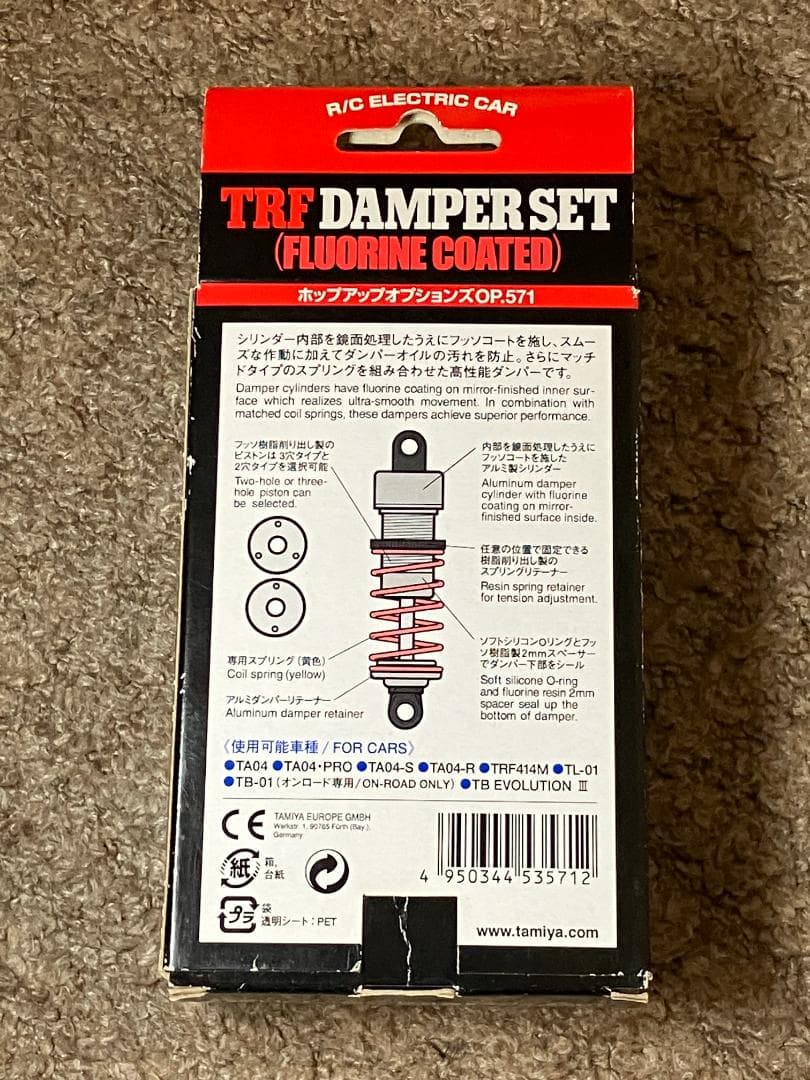 R/C ELECTRIC CAR
TRF DAMPER SET
(FLUORINE COATED)
ホップアップオプションズOP.571
シリンダー内部を鏡面処理したうえにフッソコートを施し、スムー
ズな作動に加えてダンパーオイルの汚れを防止。さらにマッチ
ドタイプのスプリングを組み合わせた高性能ダンパーです。
Damper cylinders have fluorine coating on mirror-finished inner sur-
face which realizes ultra-smooth movement. In combination with
matched coil springs, these dampers achieve superior performance.
フッソ樹脂削り出し製の
ピストンは3穴タイプと
2穴タイプを選択可能
Two-hole or three-
hole piston can
be selected.
内部を鏡面処理したうえに
フッソコートを施した
アルミ製シリンダー
Aluminum damper
cylinder with fluorine
coating on mirror-
finished surface inside.
任意の位置で固定できる
樹脂削り出し製の
スプリングリテーナー
Resin spring retainer
for tension adjustment.
専用スプリング(黄色)
Coil spring (yellow)
アルミダンパーリテーナー
Aluminum damper retainer
ソフトシリコンOリングとフッ
ソ樹脂製2mmスペーサー
でダンパー下部をシール
Soft silicone O-ring
and fluorine resin 2mm
spacer seal up the
bottom of damper.
《使用可能車種/FOR CARS》
●TA04 ●TA04・PRO ●TA04-S ●TA04-R ●TRF414M ●TL-01
●TB-01(オンロード専用/ON-ROAD ONLY) ●TB EVOLUTION Ⅲ
CE
TAMIYA EUROPE GMBH
Werkstr. 1, 90765 Fürth (Bay.),
Germany
紙
箱,
台紙
プラ
袋
透明シート:PET
4 950344 535712
www.tamiya.com